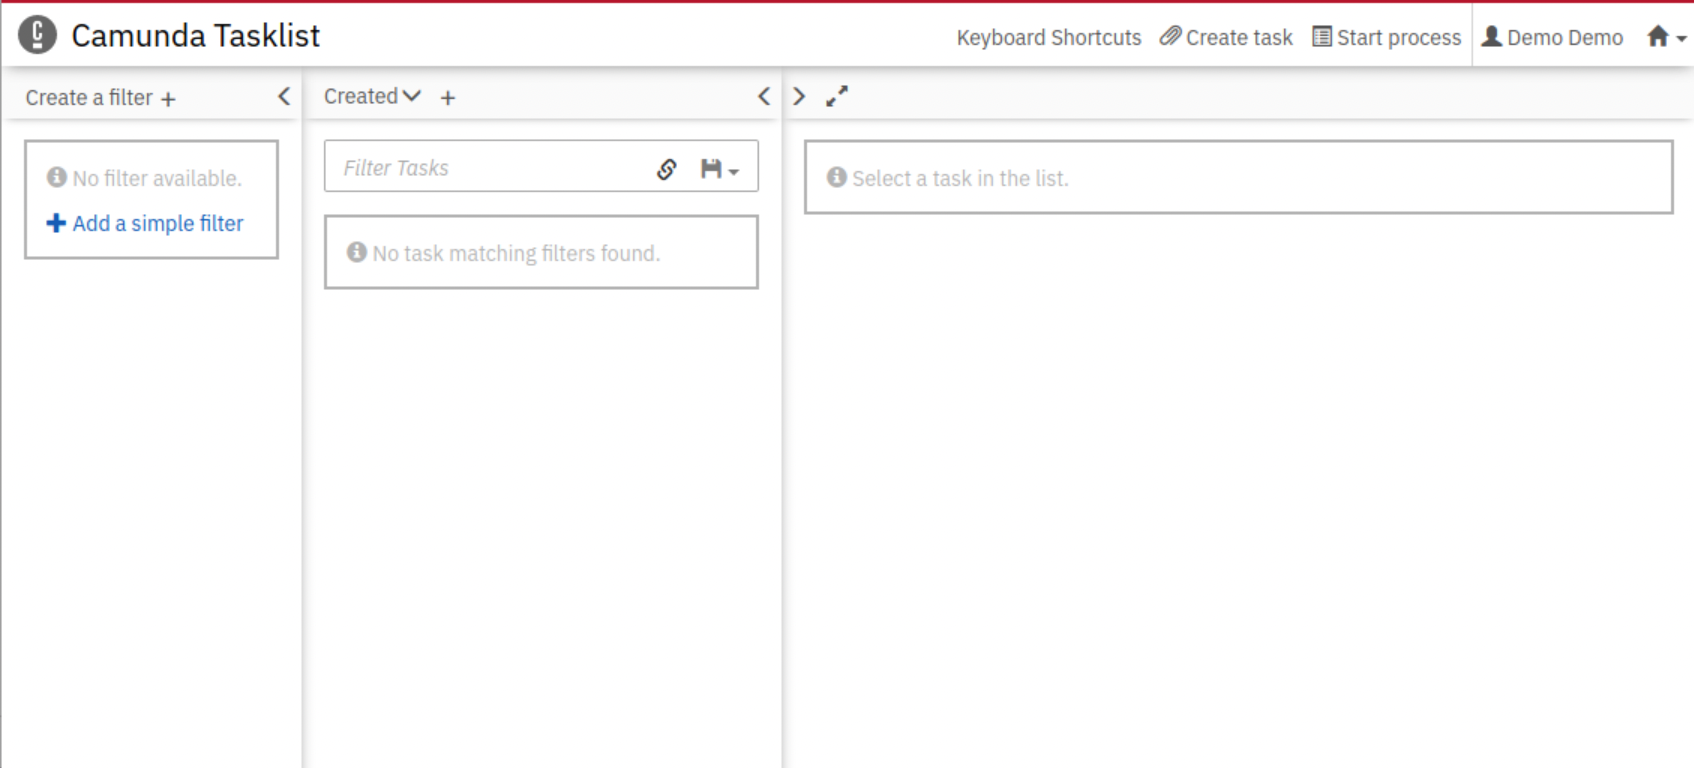 Camunda Tasklist
Keyboard Shortcuts Create task Start process Demo Demo
Create a filter +
Created +
No filter available.
Add a simple filter
Filter Tasks
No task matching filters found.
Select a task in the list.